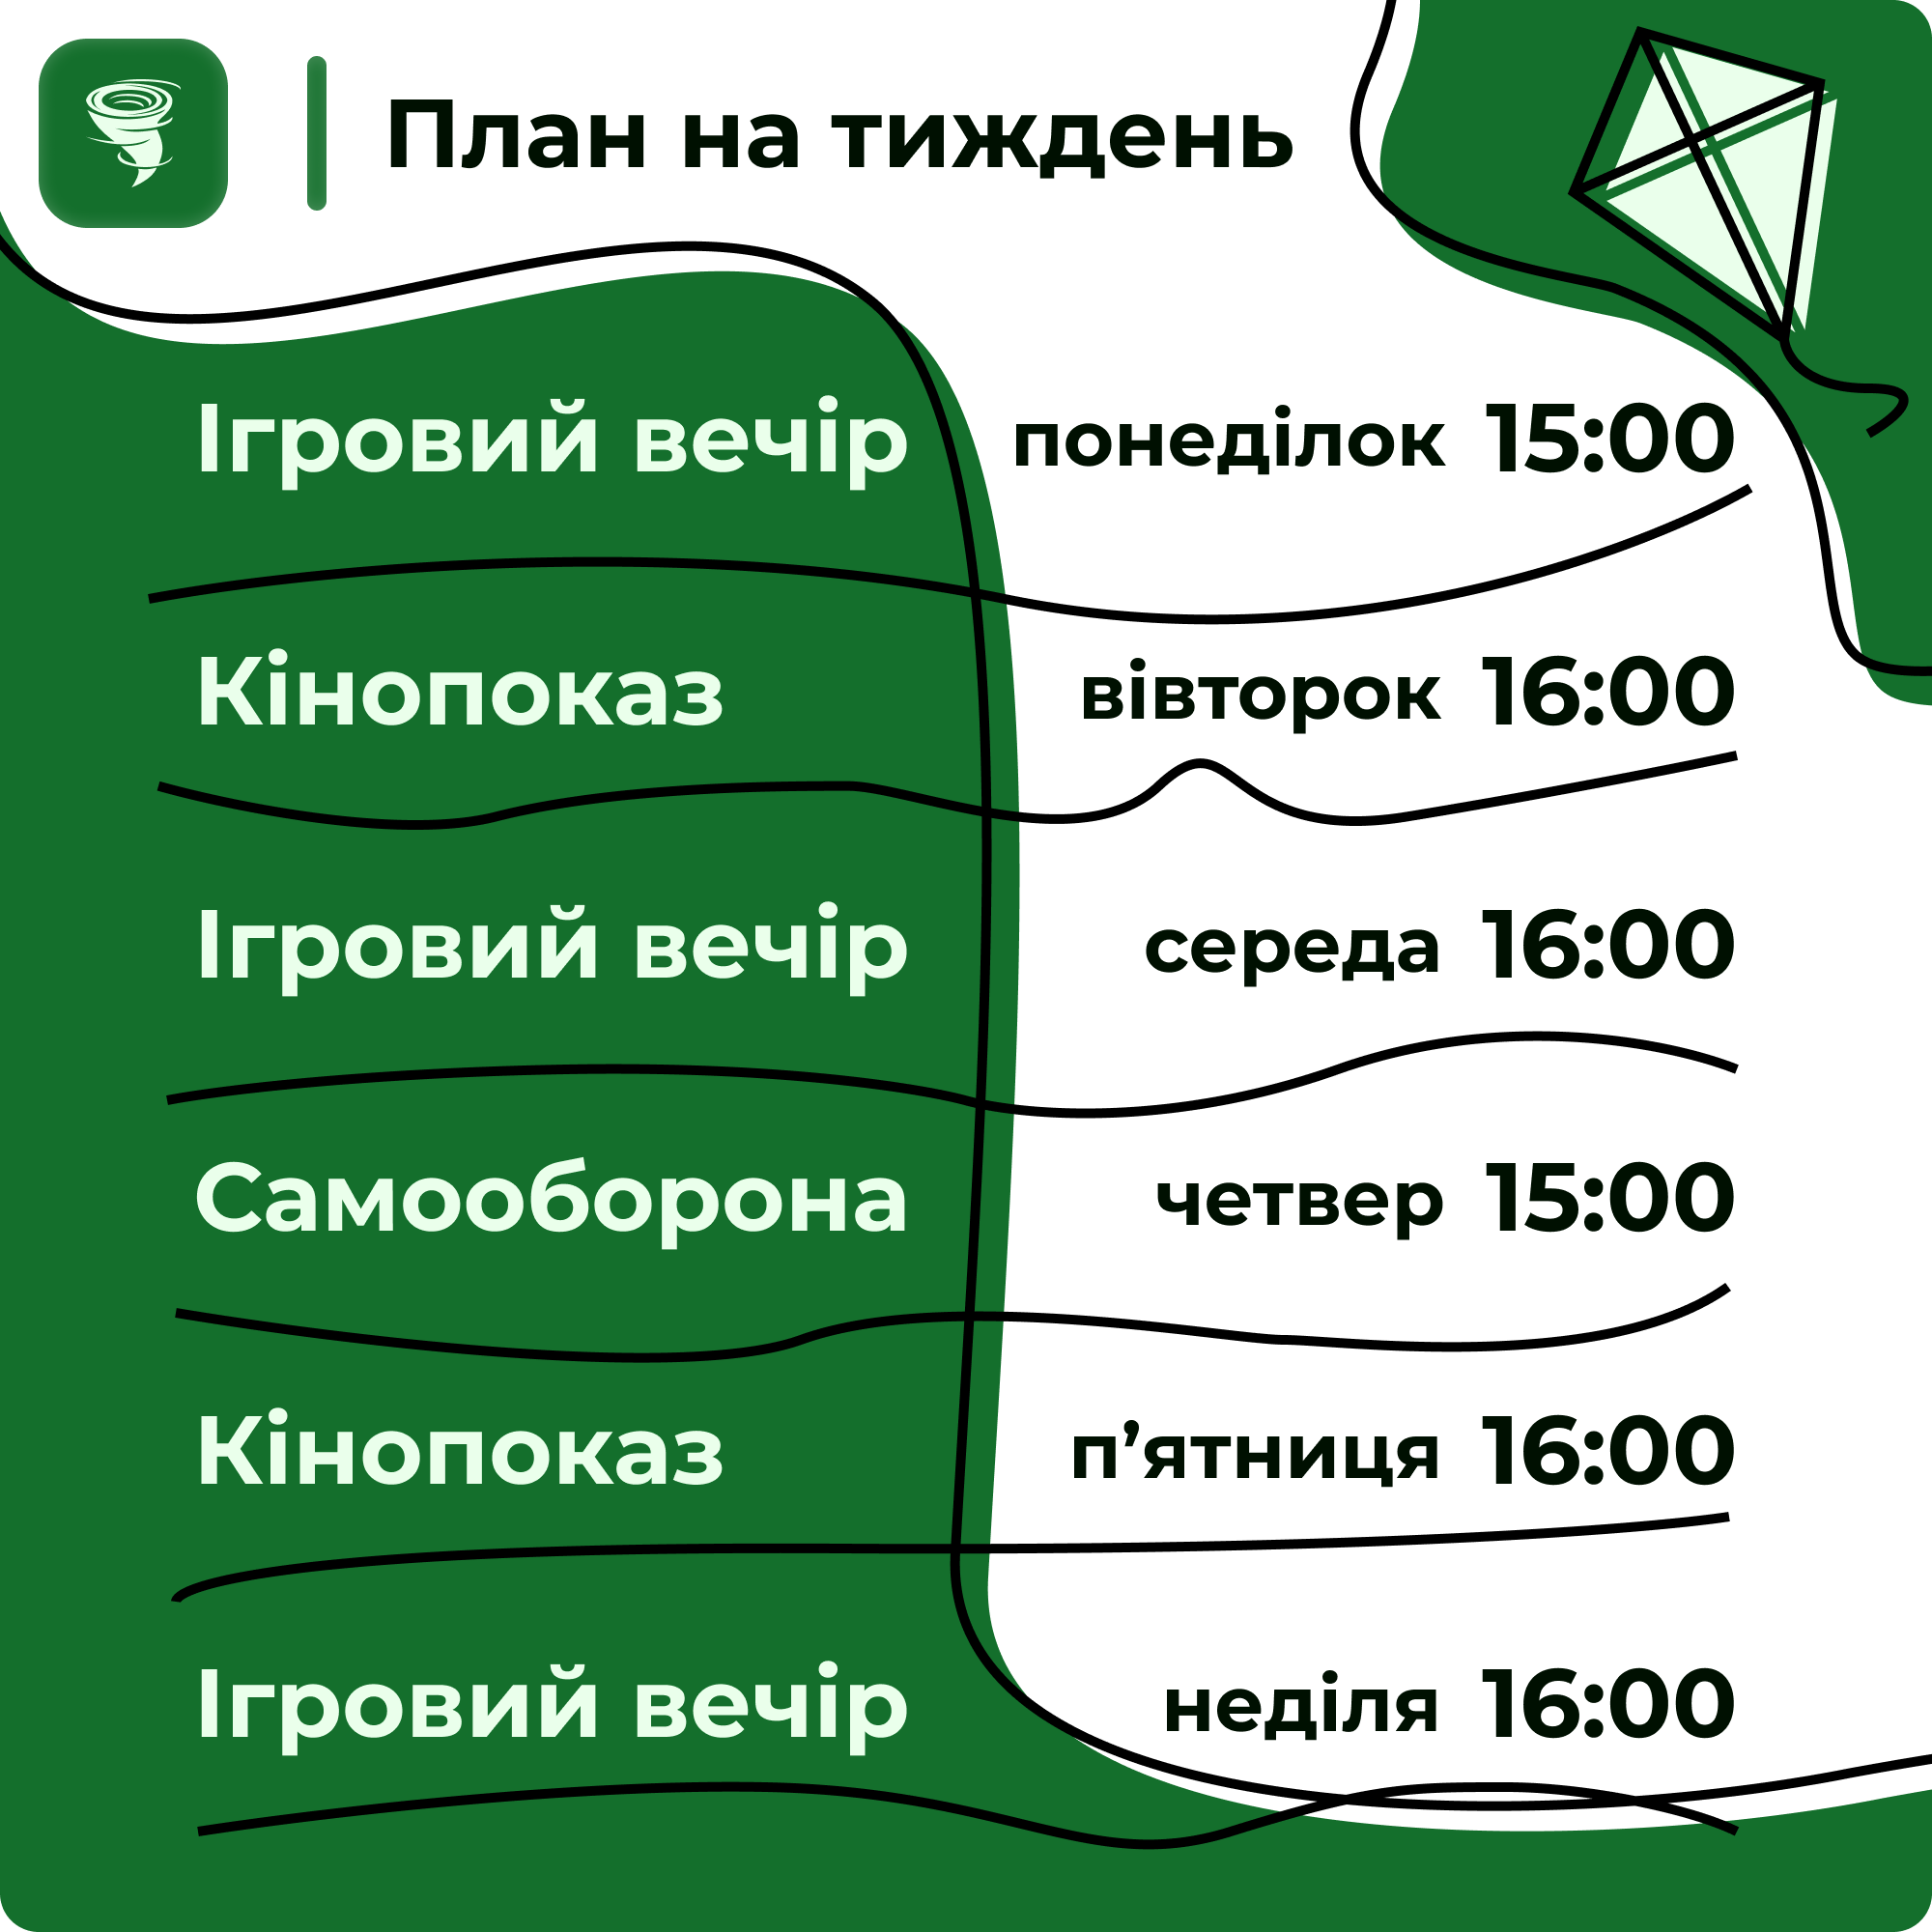 План на тиждень
Ігровий вечір понеділок 15:00
Кінопоказ вівторок 16:00
Ігровий вечір середа 16:00
Самооборона четвер 15:00
Кінопоказ п’ятниця 16:00
Ігровий вечір неділя 16:00